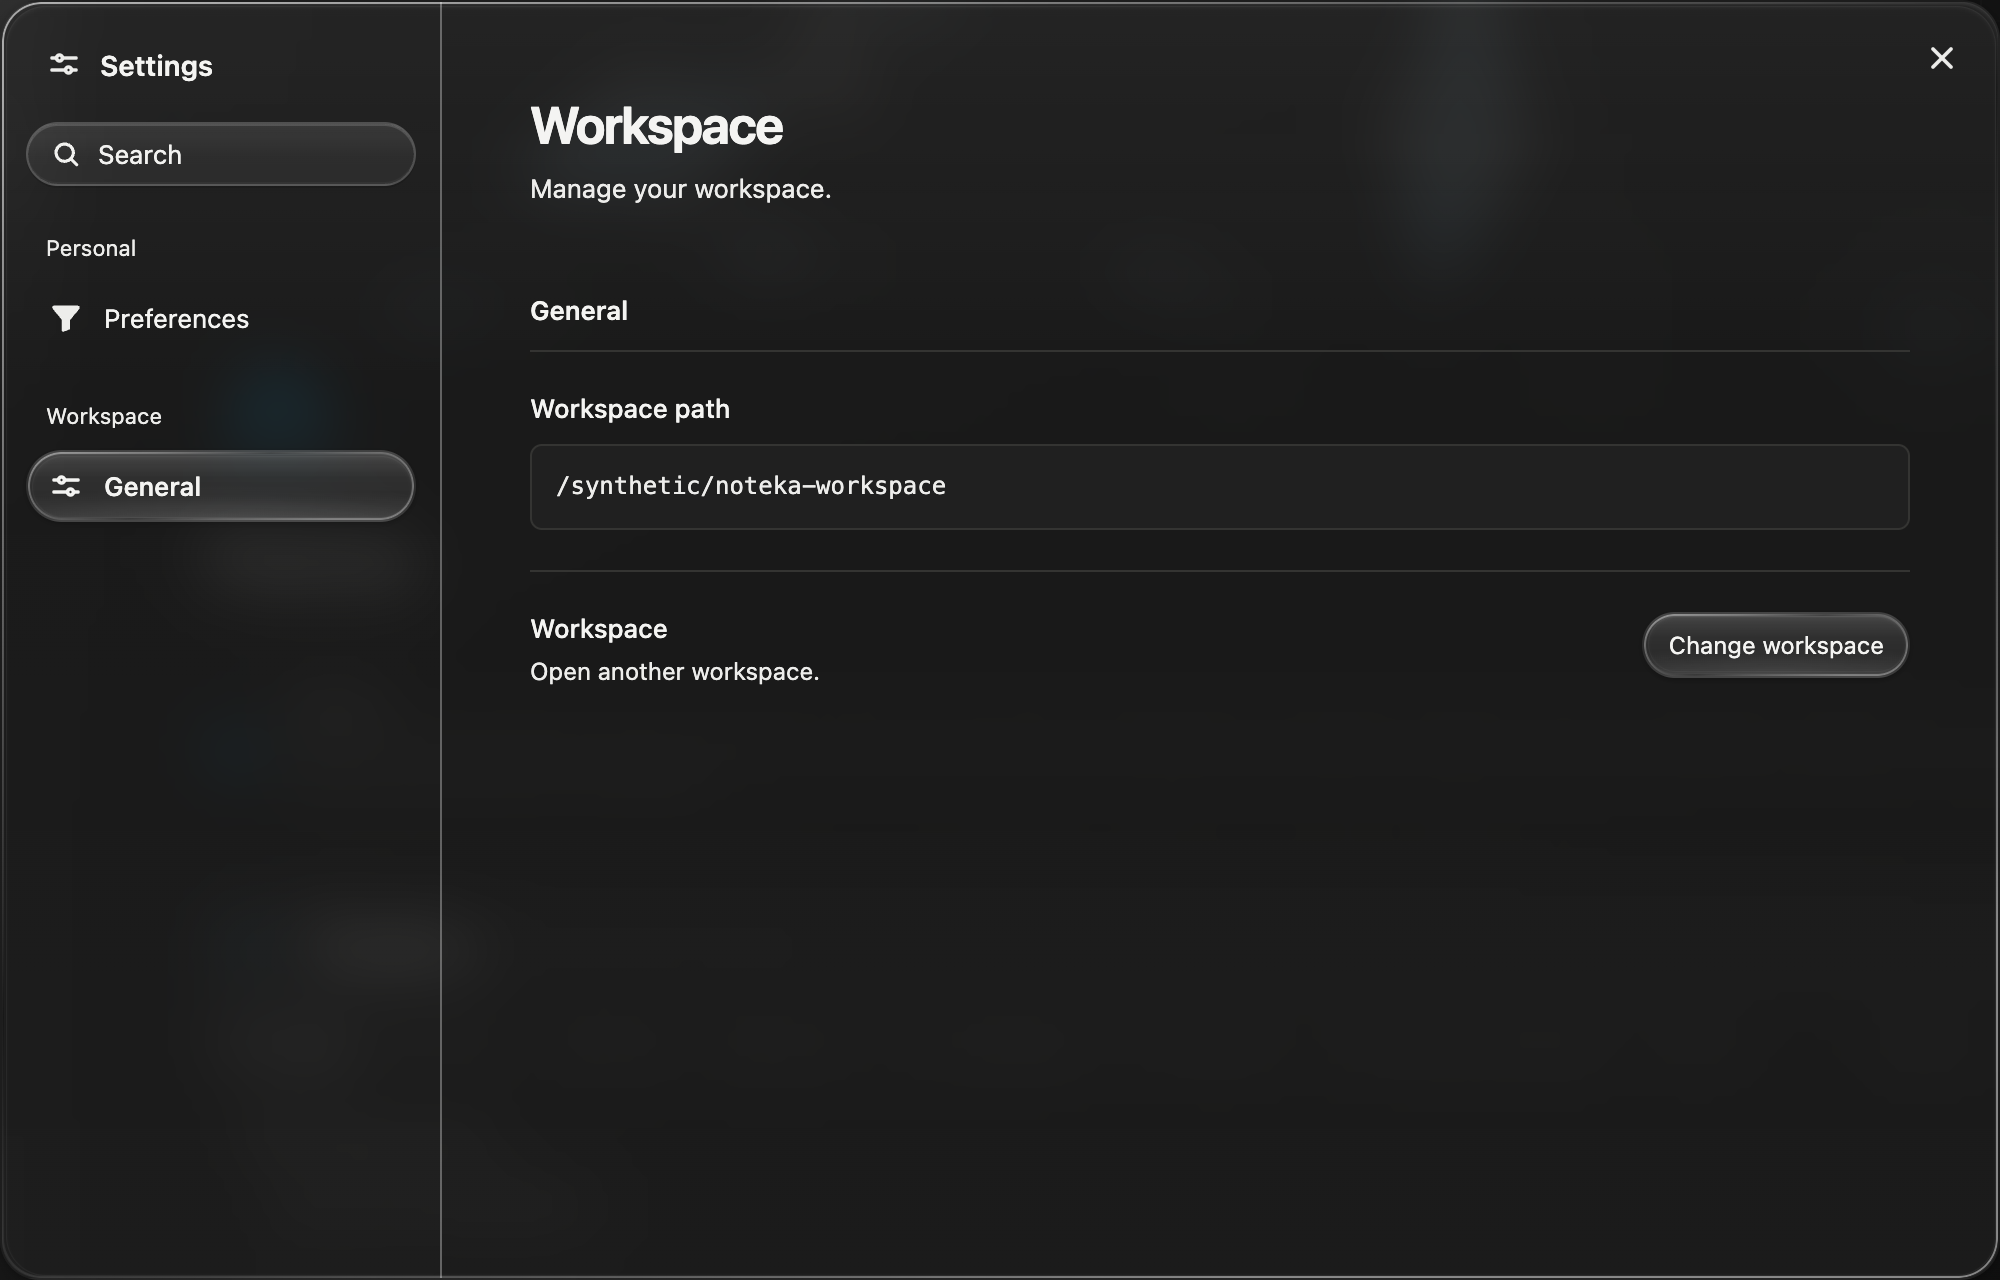 Settings
Search
Personal
Preferences
Workspace
General
Workspace
Manage your workspace.
General
Workspace path
/synthetic/noteka-workspace
Workspace
Open another workspace.
Change workspace